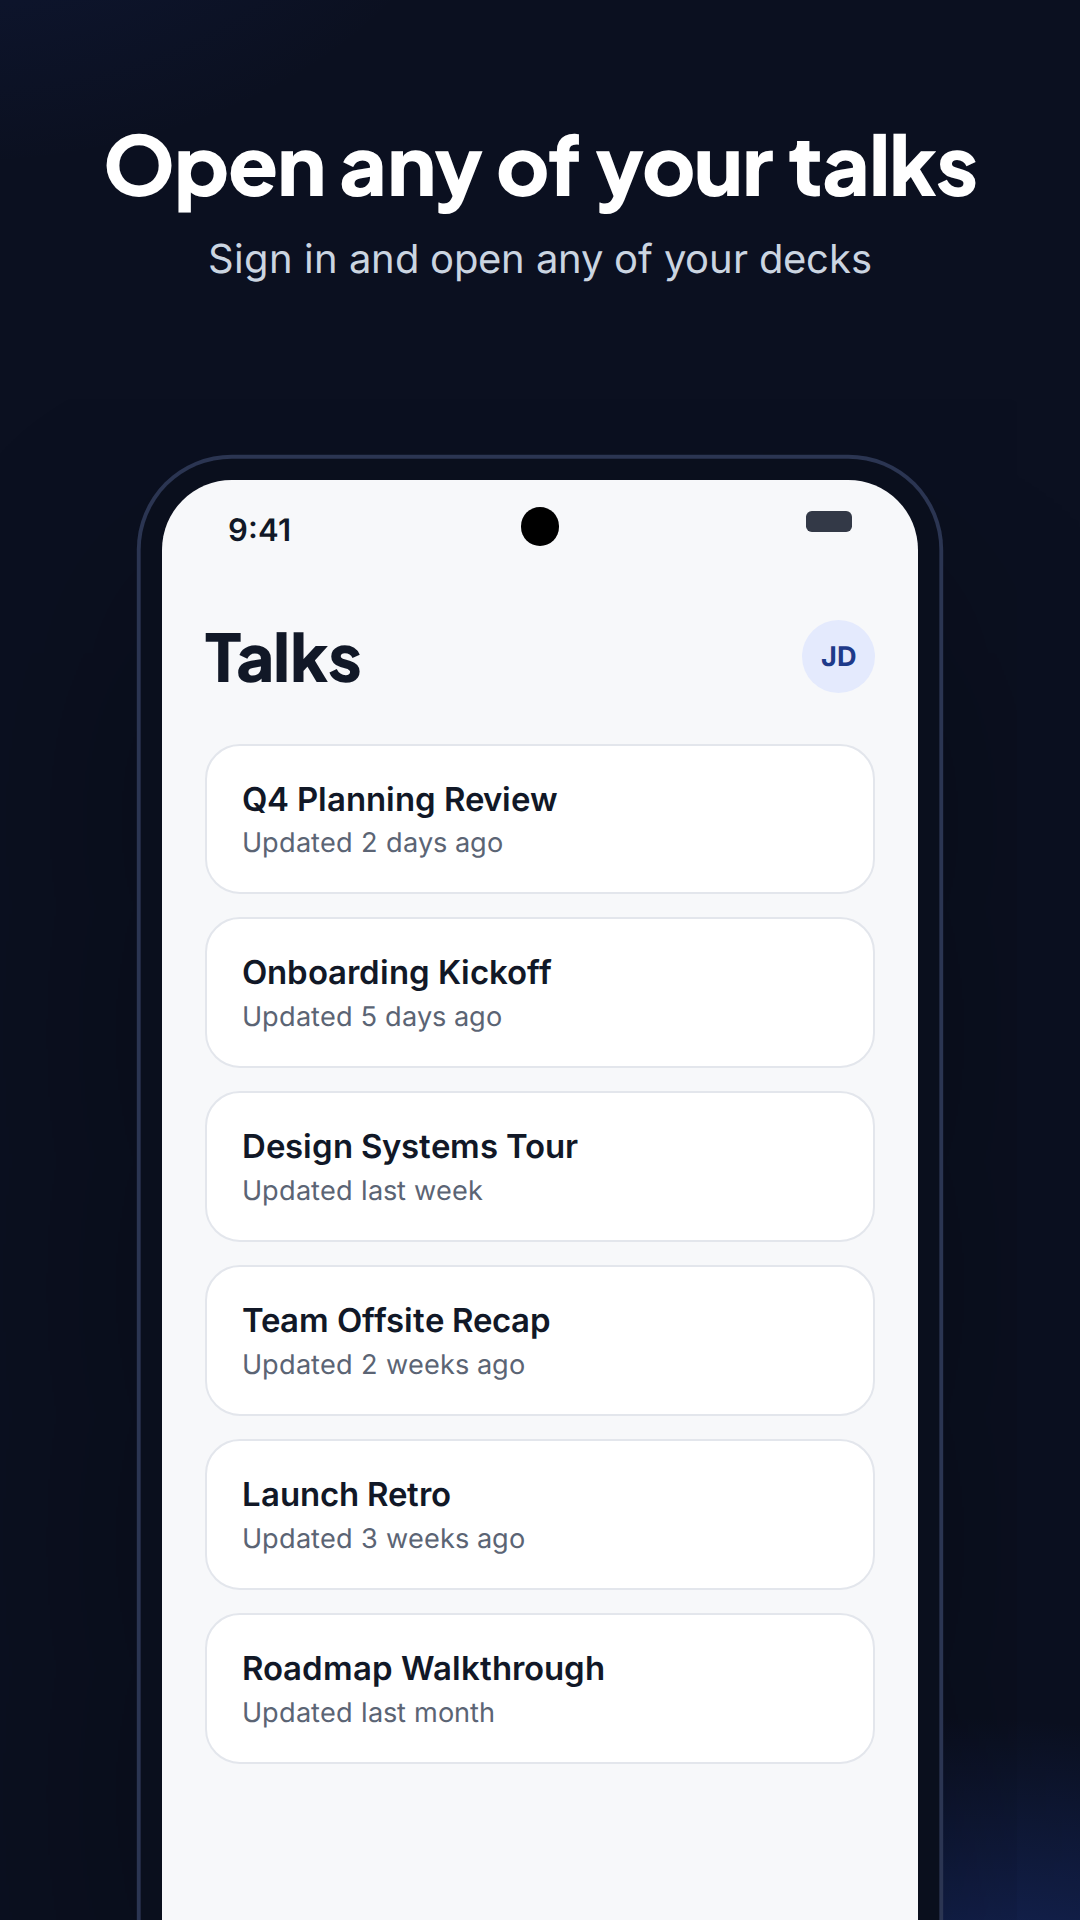 Open any of your talks
Sign in and open any of your decks
9:41
Talks
JD
Q4 Planning Review
Updated 2 days ago
Onboarding Kickoff
Updated 5 days ago
Design Systems Tour
Updated last week
Team Offsite Recap
Updated 2 weeks ago
Launch Retro
Updated 3 weeks ago
Roadmap Walkthrough
Updated last month